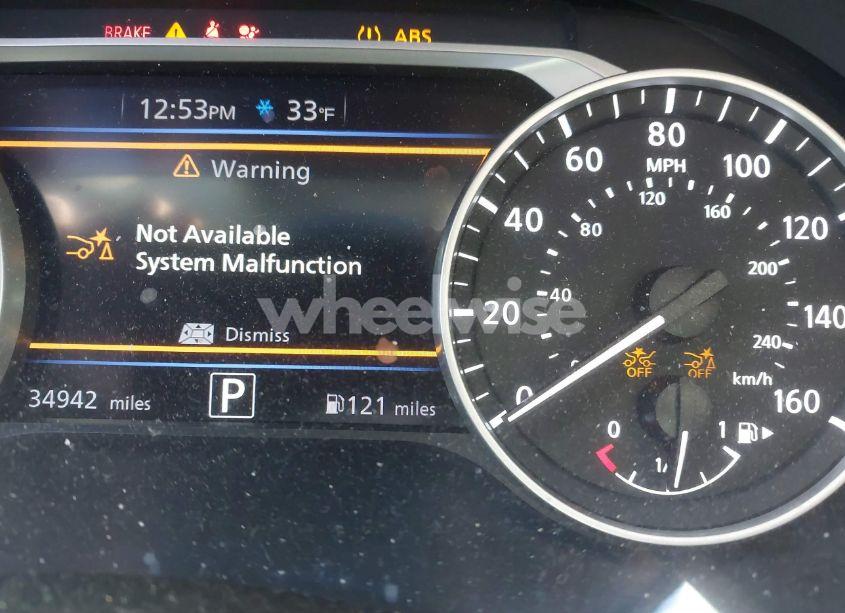 BRAKE ABS
12:53PM 33°F
Warning
Not Available
System Malfunction
Dismiss
34942 miles
P
121 miles
0 20 40 60 80 100 120 140 160
MPH
40 80 120 160 200 240
km/h
OFF OFF
0 1/ 1
wheelwise